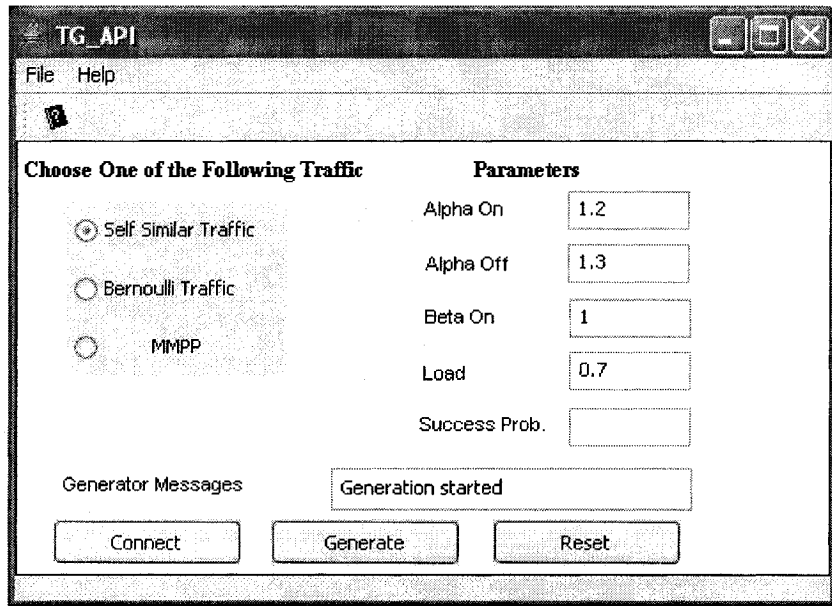 TG_API
File Help
Choose One of the Following Traffic
Parameters
Self Similar Traffic
Bernoulli Traffic
MMPP
Alpha On 1.2
Alpha Off 1.3
Beta On 1
Load 0.7
Success Prob.
Generator Messages Generation started
Connect Generate Reset